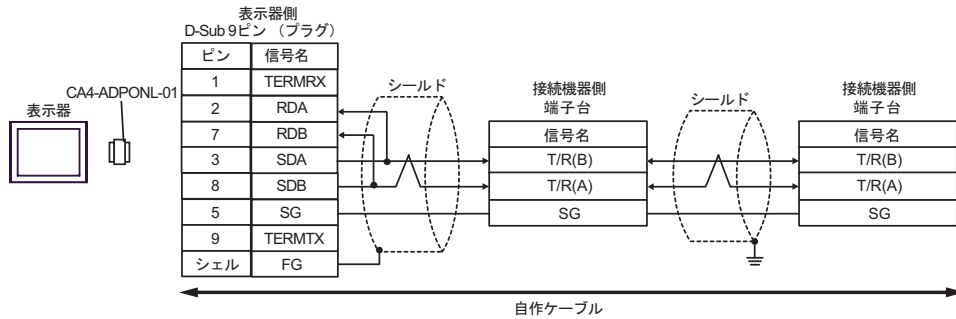 表示器側
D-Sub 9ピン (プラグ)
CA4-ADPONL-01
表示器
ピン 信号名
1 TERMRX
2 RDA
7 RDB
3 SDA
8 SDB
5 SG
9 TERMTX
シェル FG
シールド
接続機器側
端子台
信号名
T/R(B)
T/R(A)
SG
シールド
接続機器側
端子台
信号名
T/R(B)
T/R(A)
SG
自作ケーブル